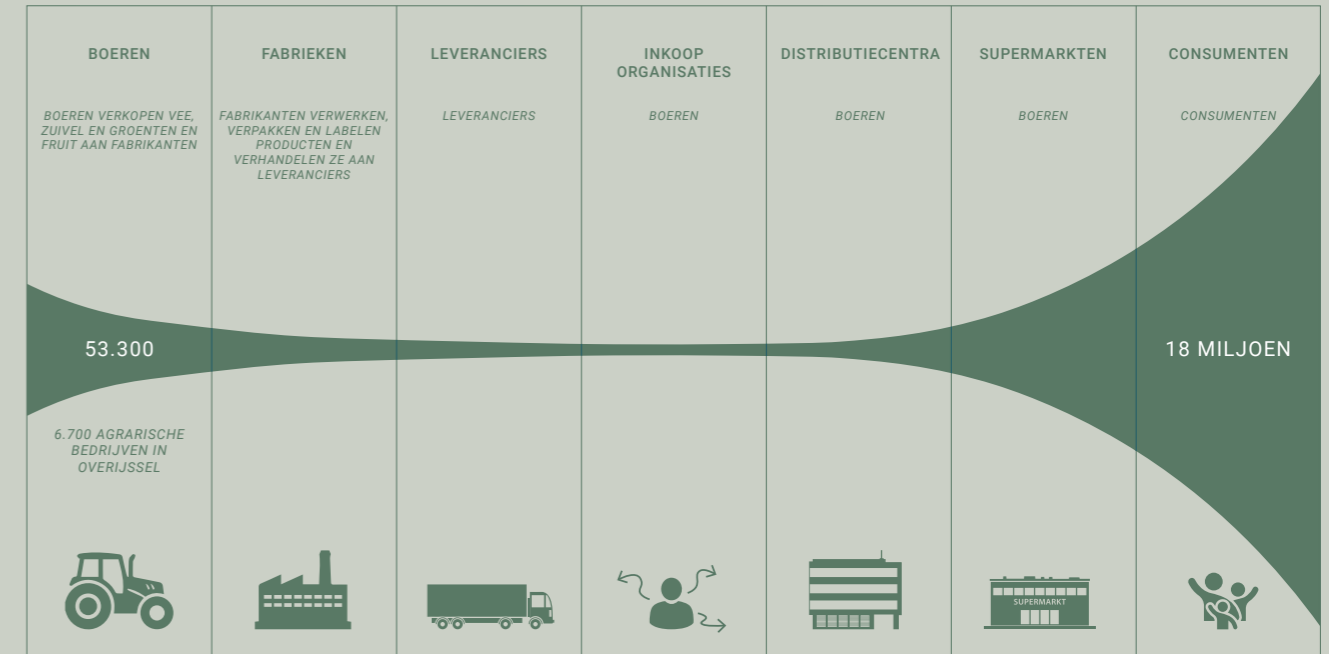 BOEREN
BOEREN VERKOPEN VEE,
ZUIVEL EN GROENTEN EN
FRUIT AAN FABRIKANTEN
53.300
6.700 AGRARISCHE
BEDRIJVEN IN
OVERIJSSEL
FABRIEKEN
FABRIKANTEN VERWERKEN,
VERPAKKEN EN LABELEN
PRODUCTEN EN
VERHANDELEN ZE AAN
LEVERANCIERS
LEVERANCIERS
LEVERANCIERS
INKOOP
ORGANISATIES
BOEREN
DISTRIBUTIECENTRA
BOEREN
SUPERMARKTEN
BOEREN
SUPERMARKT
CONSUMENTEN
CONSUMENTEN
18 MILJOEN